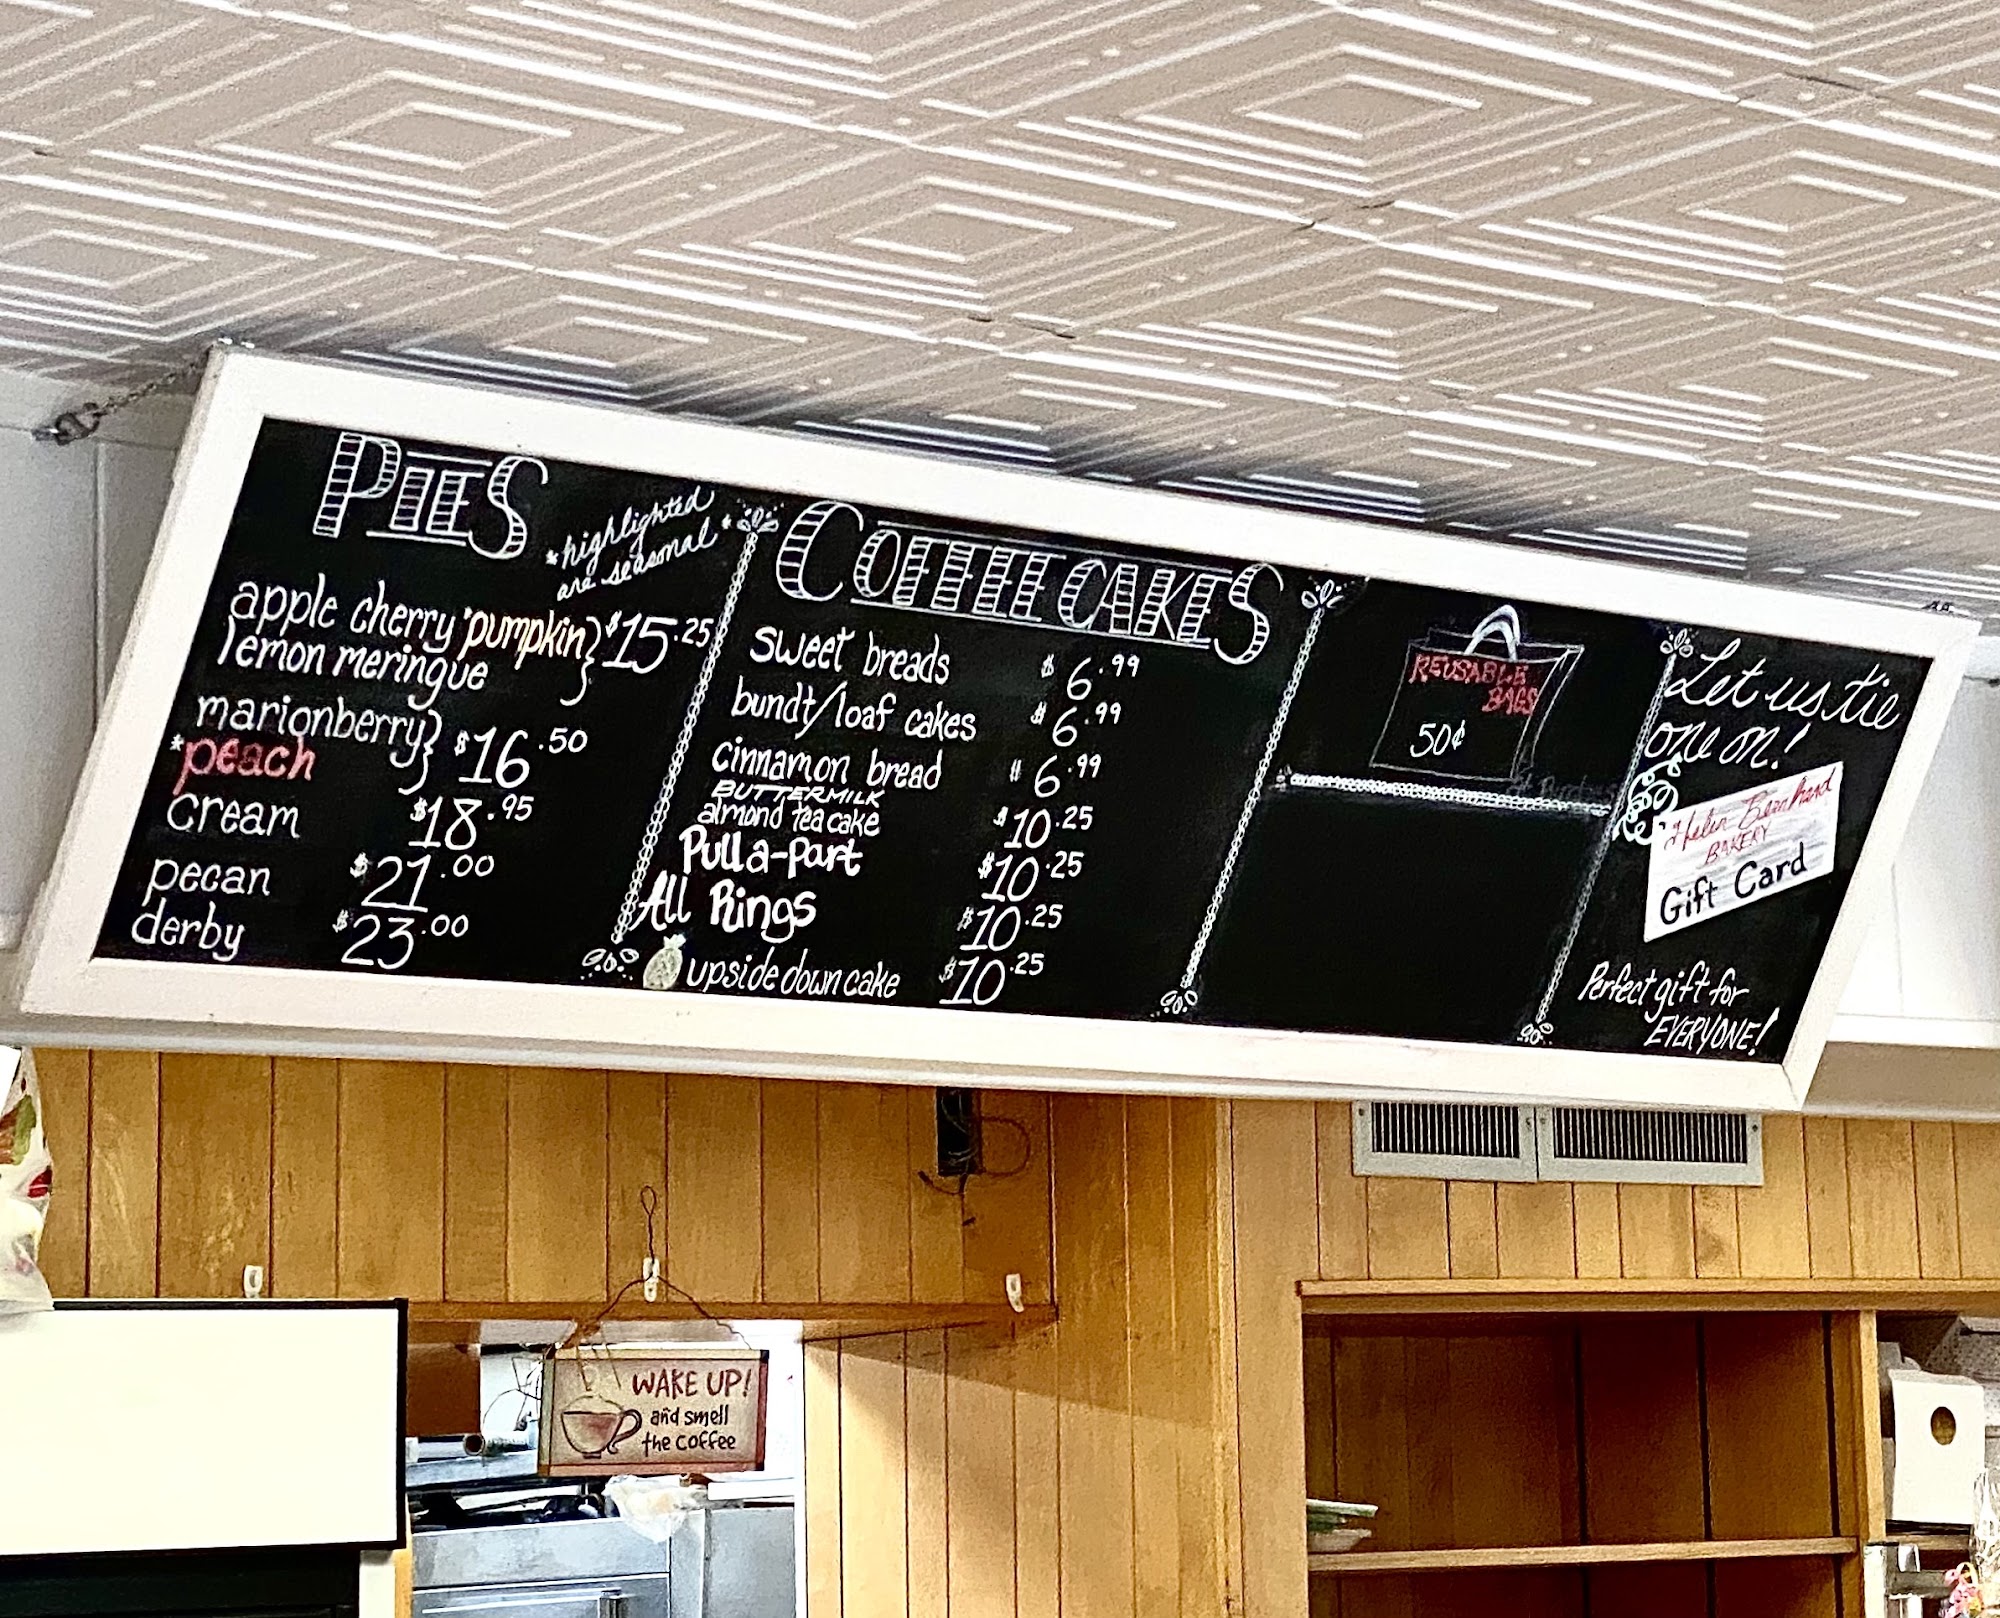 PIES
*highlighted
are seasonal*
apple cherry *pumpkin} $15.25
lemon meringue
marionberry} $16.50
*peach
cream $18.95
pecan $21.00
derby $23.00
COFFEE CAKES
sweet breads $6.99
bundt/loaf cakes $6.99
cinnamon bread $6.99
BUTTERMILK
almond tea cake $10.25
Pull a-part $10.25
All Rings $10.25
upside down cake $10.25
REUSABLE
BAGS
50¢
Let us tie
one on!
Helen Bernhard
BAKERY
Gift Card
Perfect gift for
EVERYONE!
WAKE UP!
and smell
the coffee